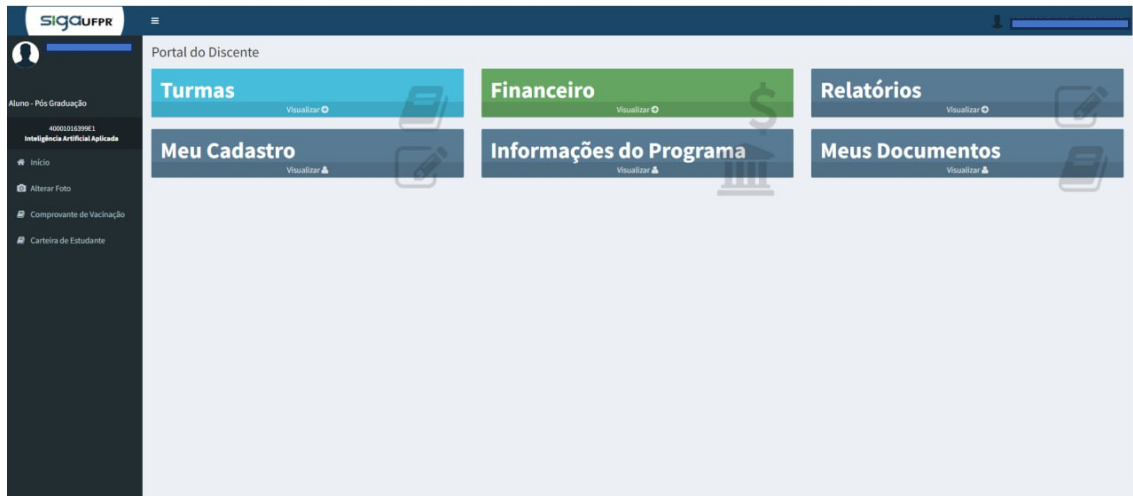 sigaUFPR
Portal do Discente
Aluno - Pós Graduação
40001016399E1
Inteligência Artificial Aplicada
Início
Alterar Foto
Comprovante de Vacinação
Carteira de Estudante
Turmas
Visualizar
Financeiro
Visualizar
Relatórios
Visualizar
Meu Cadastro
Visualizar
Informações do Programa
Visualizar
Meus Documentos
Visualizar